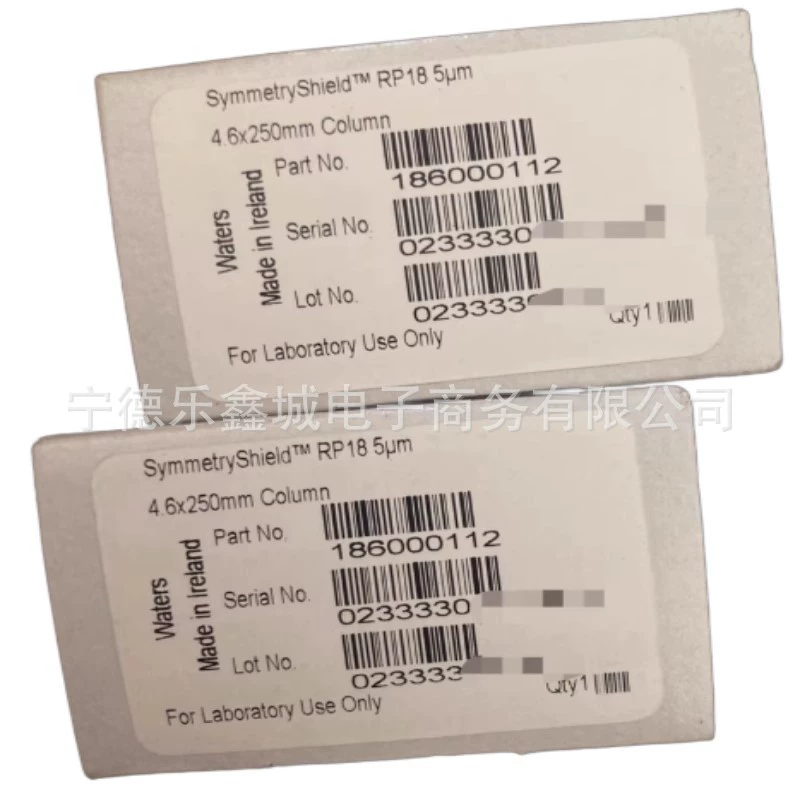 SymmetryShield™ RP18 5µm
4.6x250mm Column
Waters
Made in Ireland
Part No.
186000112
Serial No.
0233330
Lot No.
023333
Qty 1
For Laboratory Use Only
宁德乐鑫城电子商务有限公司
SymmetryShield™ RP18 5µm
4.6x250mm Column
Waters
Made in Ireland
Part No.
186000112
Serial No.
0233330
Lot No.
023333
Qty 1
For Laboratory Use Only